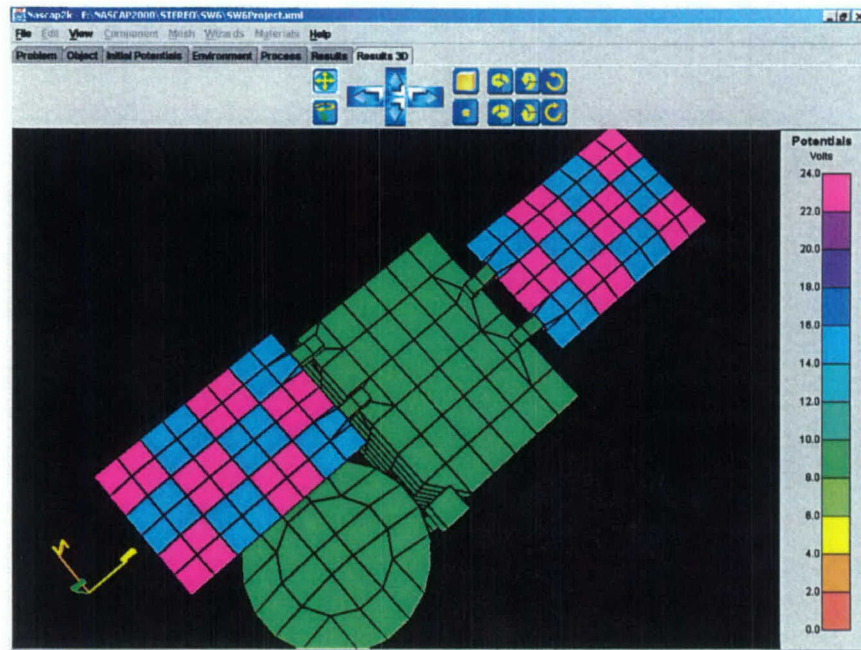 Nascap2k - F:\NASCAP2000\STEREO\SW6\SW6Project.xml
File Edit View Component Mesh Wizards Materials Help
Problem Object Initial Potentials Environment Process Results Results 3D
Potentials
Volts
24.0
22.0
20.0
18.0
16.0
14.0
12.0
10.0
8.0
6.0
4.0
2.0
0.0